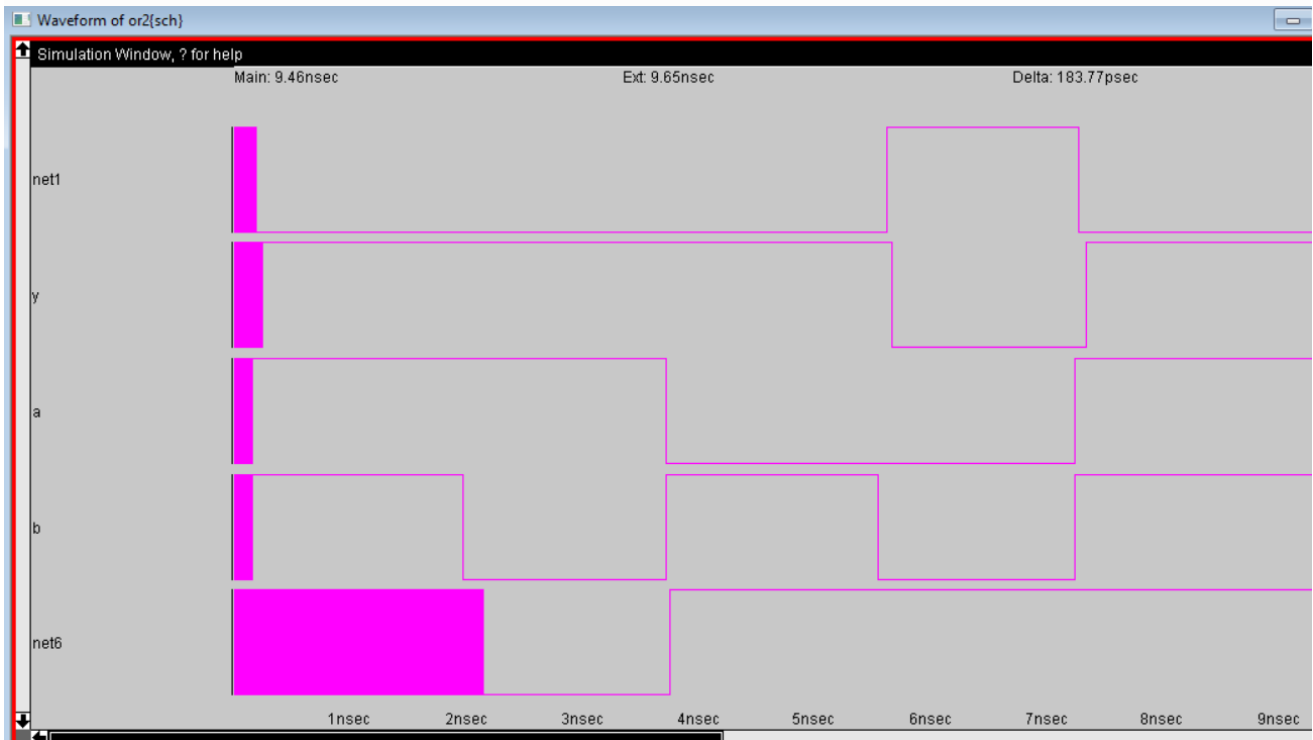 Waveform of or2{sch}
Simulation Window, ? for help
Main: 9.46nsec Ext: 9.65nsec Delta: 183.77psec
net1
y
a
b
net6
1nsec 2nsec 3nsec 4nsec 5nsec 6nsec 7nsec 8nsec 9nsec